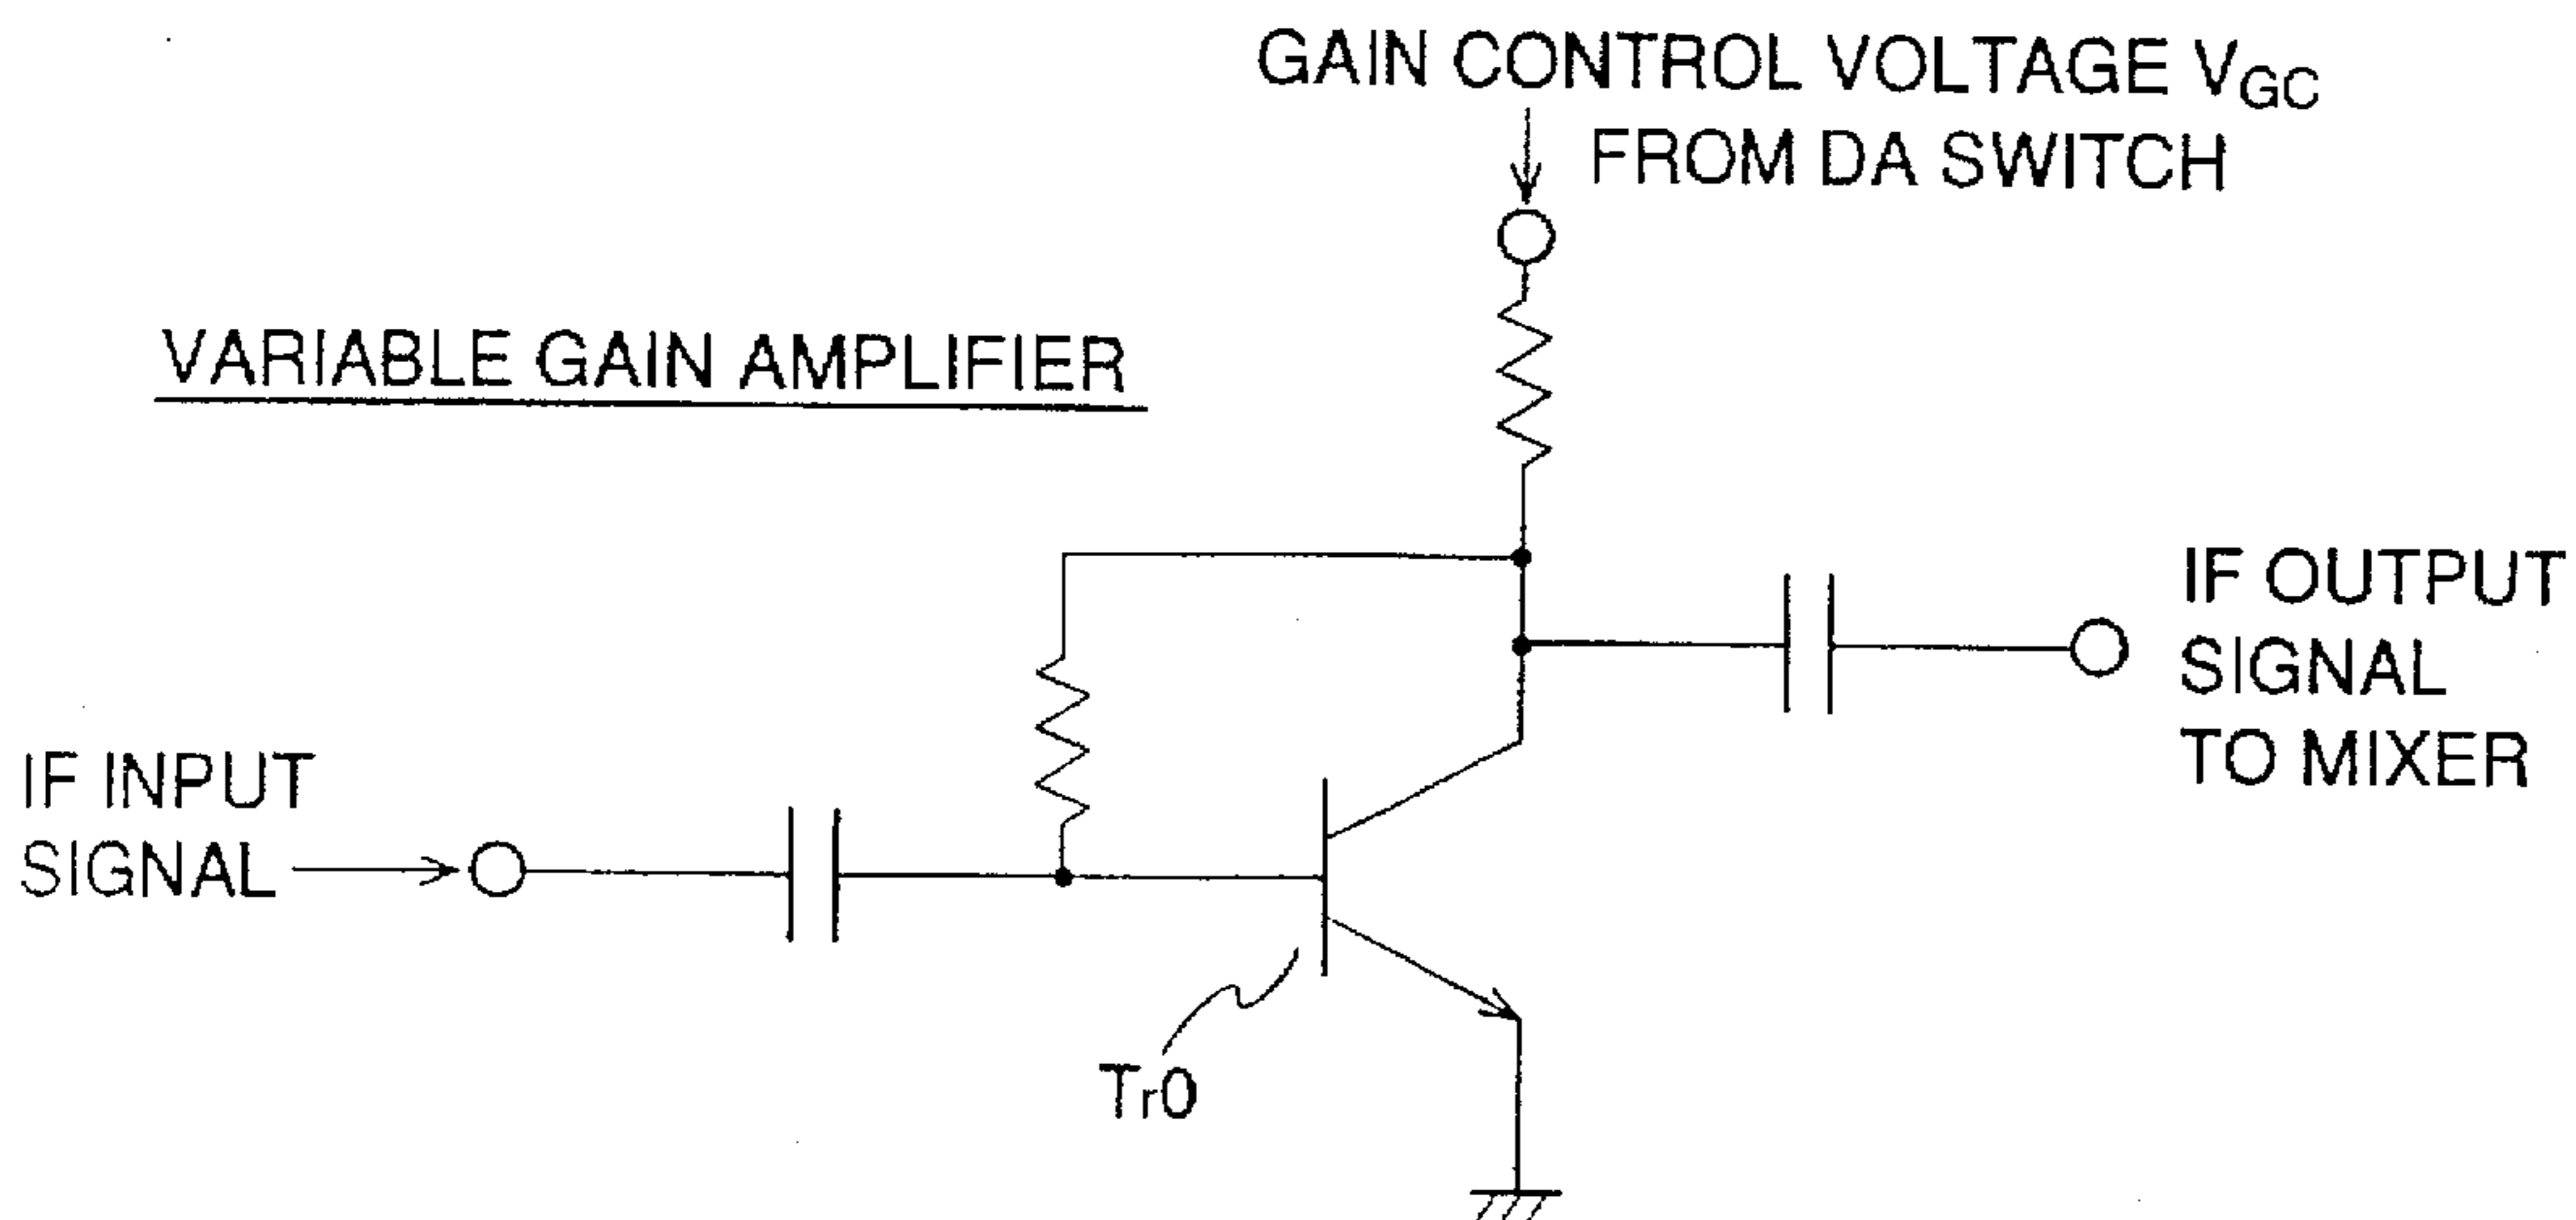 GAIN CONTROL VOLTAGE VGC
FROM DA SWITCH
VARIABLE GAIN AMPLIFIER
IF OUTPUT
SIGNAL
TO MIXER
IF INPUT
SIGNAL
Tr0